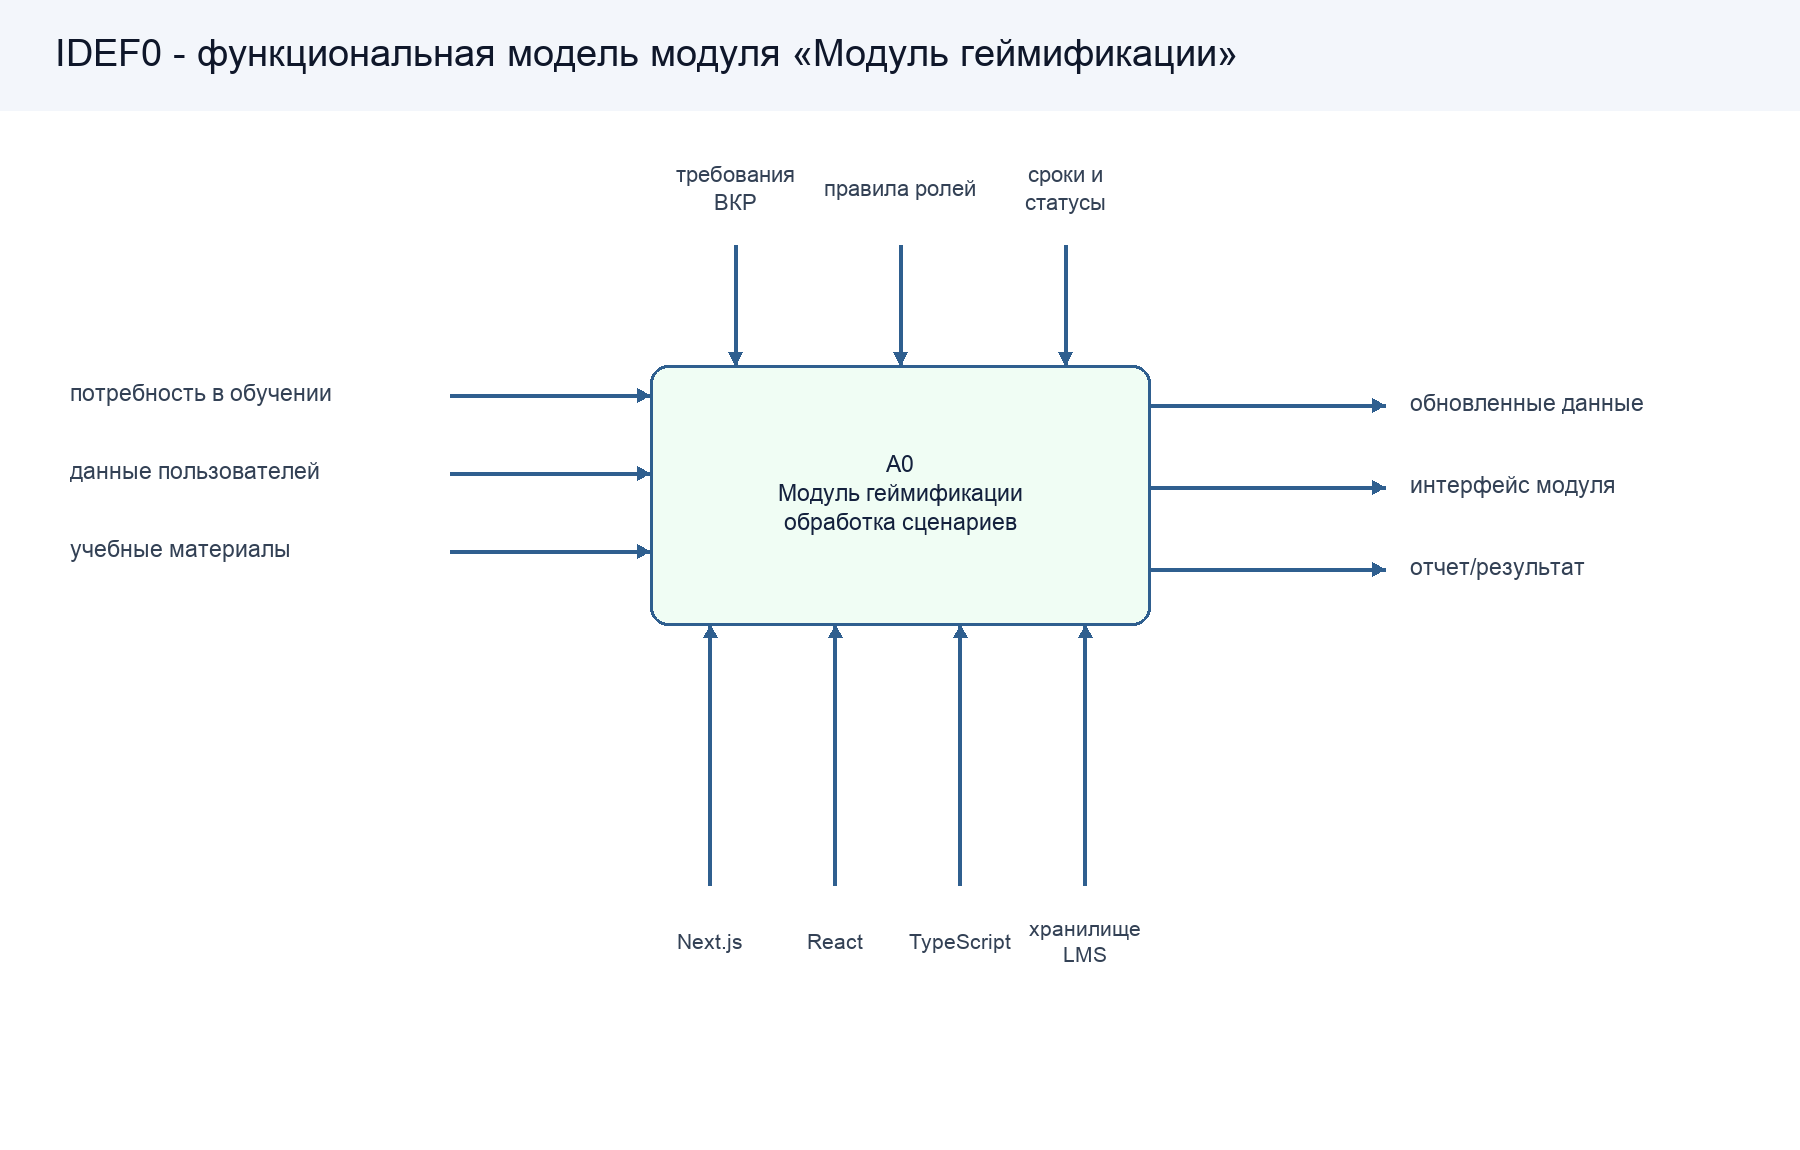 IDEF0 - функциональная модель модуля «Модуль геймификации»
требования
ВКР
правила ролей
сроки и
статусы
потребность в обучении
данные пользователей
учебные материалы
A0
Модуль геймификации
обработка сценариев
обновленные данные
интерфейс модуля
отчет/результат
Next.js
React
TypeScript
хранилище
LMS